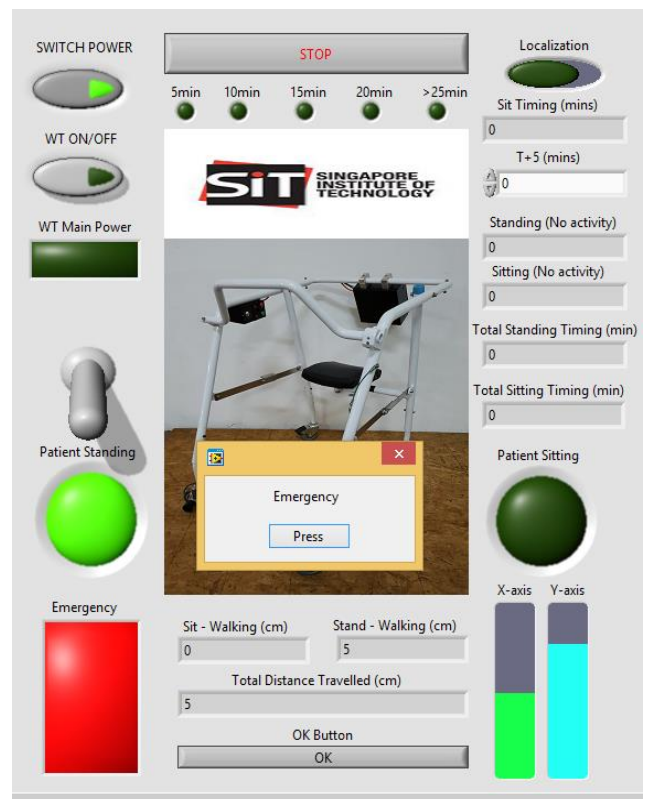 SWITCH POWER
STOP
Localization
5min 10min 15min 20min >25min
Sit Timing (mins)
0
WT ON/OFF
T+5 (mins)
0
SiT SINGAPORE
INSTITUTE OF
TECHNOLOGY
WT Main Power
Standing (No activity)
0
Sitting (No activity)
0
Total Standing Timing (min)
0
Total Sitting Timing (min)
0
Patient Standing
Patient Sitting
Emergency
Press
X-axis Y-axis
Emergency
Sit - Walking (cm) Stand - Walking (cm)
0 5
Total Distance Travelled (cm)
5
OK Button
OK